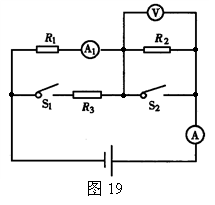 V
R₁ A₁ R₂
S₁ R₃ S₂
A
图 19